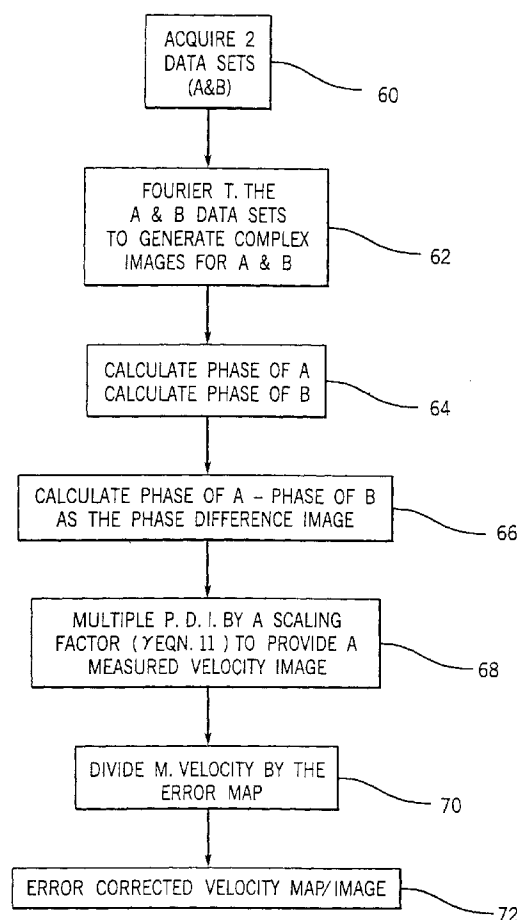 ACQUIRE 2
DATA SETS
(A&B)
60
FOURIER T. THE
A & B DATA SETS
TO GENERATE COMPLEX
IMAGES FOR A & B
62
CALCULATE PHASE OF A
CALCULATE PHASE OF B
64
CALCULATE PHASE OF A – PHASE OF B
AS THE PHASE DIFFERENCE IMAGE
66
MULTIPLE P. D. I. BY A SCALING
FACTOR (γEQN. 11) TO PROVIDE A
MEASURED VELOCITY IMAGE
68
DIVIDE M. VELOCITY BY THE
ERROR MAP
70
ERROR CORRECTED VELOCITY MAP/IMAGE
72